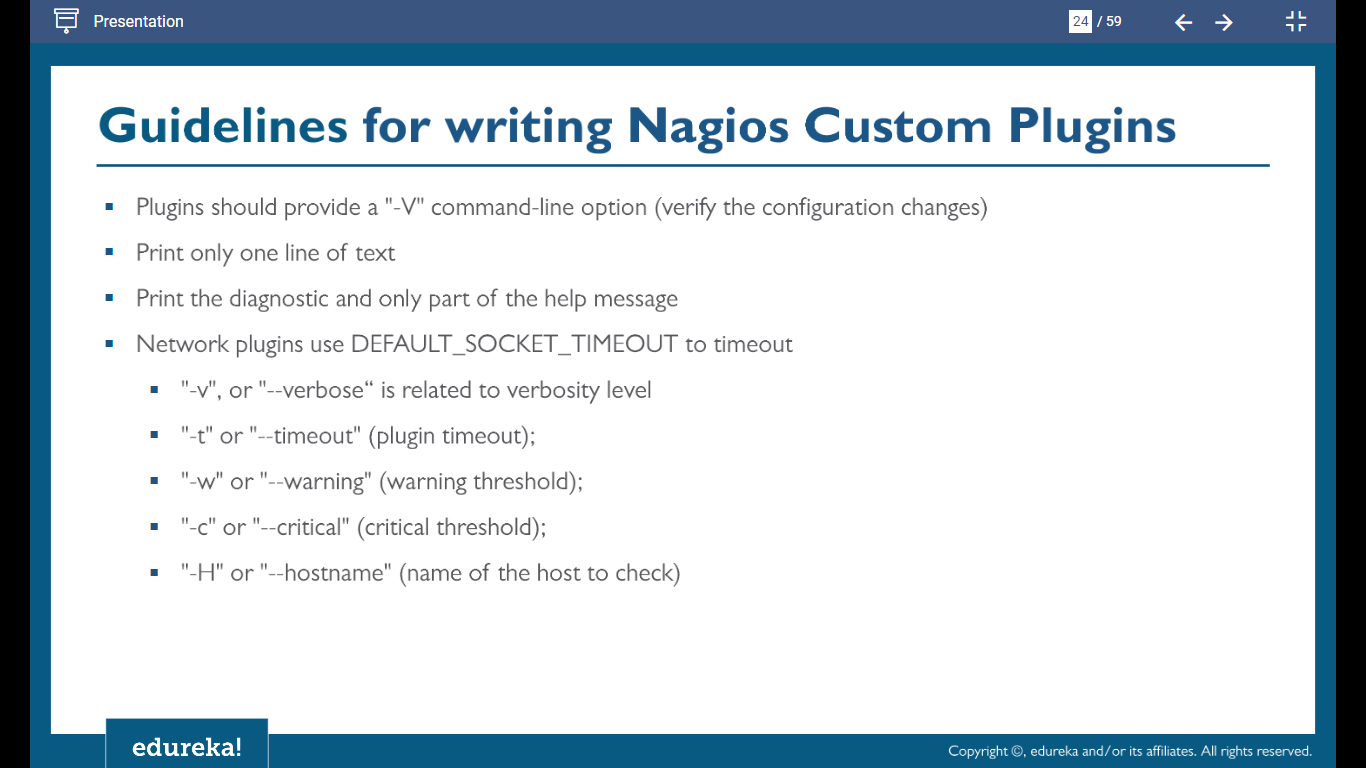 Presentation
24 / 59
Guidelines for writing Nagios Custom Plugins
▪ Plugins should provide a "-V" command-line option (verify the configuration changes)
▪ Print only one line of text
▪ Print the diagnostic and only part of the help message
▪ Network plugins use DEFAULT_SOCKET_TIMEOUT to timeout
▪ "-v", or "--verbose“ is related to verbosity level
▪ "-t" or "--timeout" (plugin timeout);
▪ "-w" or "--warning" (warning threshold);
▪ "-c" or "--critical" (critical threshold);
▪ "-H" or "--hostname" (name of the host to check)
edureka!
Copyright ©, edureka and/or its affiliates. All rights reserved.